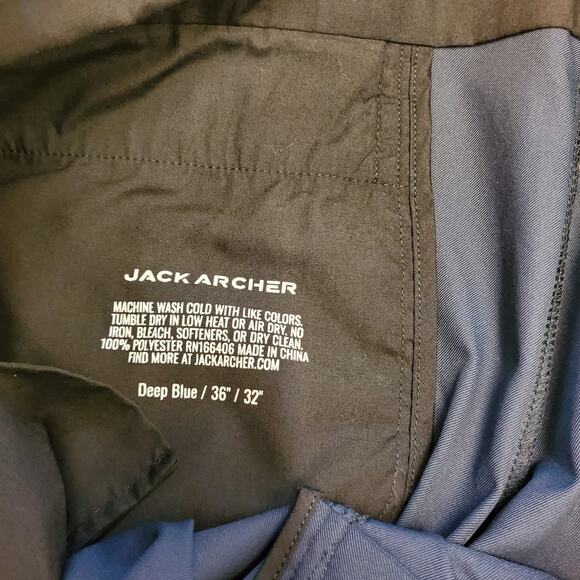 JACK ARCHER
MACHINE WASH COLD WITH LIKE COLORS,
TUMBLE DRY IN LOW HEAT OR AIR DRY. NO
IRON, BLEACH, SOFTENERS, OR DRY CLEAN.
100% POLYESTER RN166406 MADE IN CHINA
FIND MORE AT JACKARCHER.COM
Deep Blue / 36" / 32"